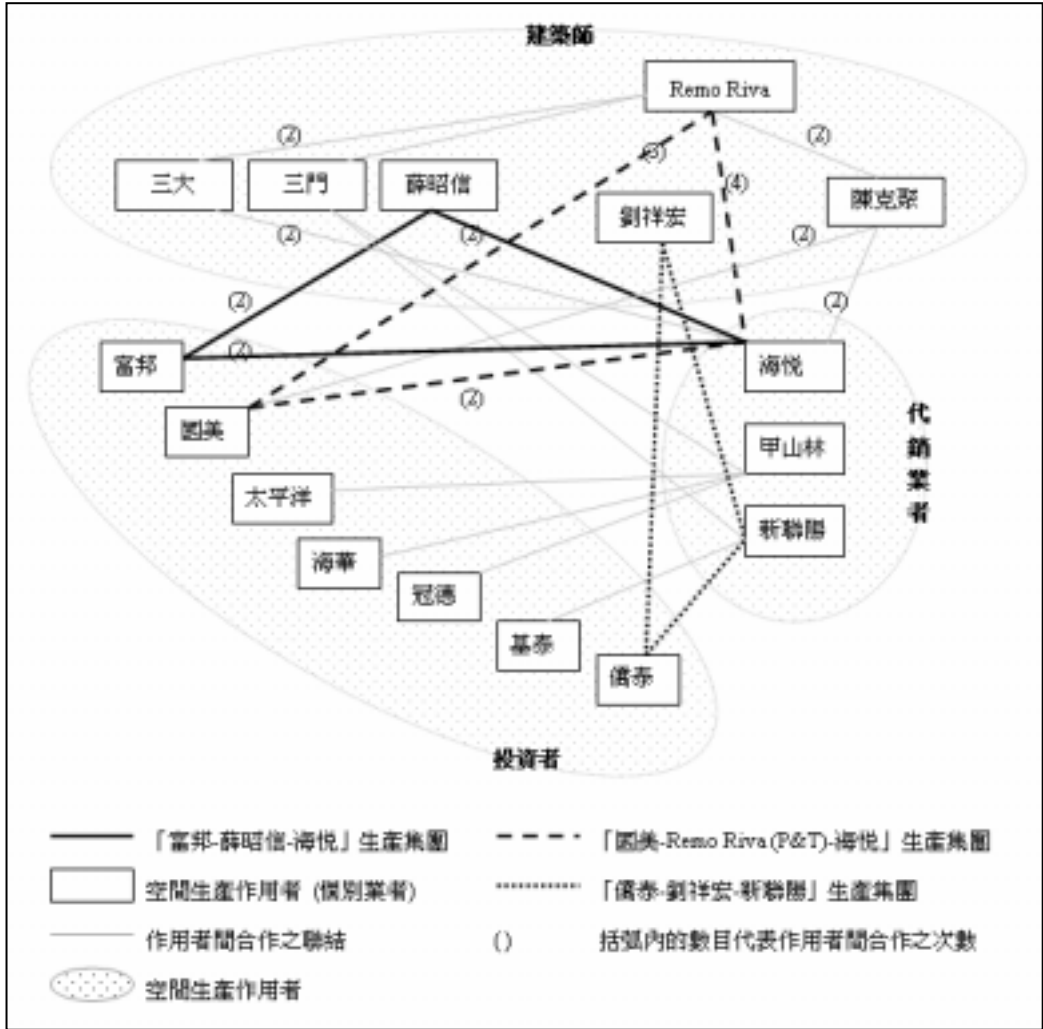 建築師
Remo Riva
(2)
(2)
(3)
三大
三門
薛昭信
(4)
陳克聚
劉祥宏
(2)
(2)
(2)
(2)
(2)
富邦
(2)
海悦
國美
(2)
代銷業者
甲山林
太平洋
新聯陽
海華
冠德
基泰
僑泰
投資者
「富邦-薛昭信-海悦」生產集團
「國美-Remo Riva (P&T)-海悦」生產集團
空間生產作用者 (個別業者)
「僑泰-劉祥宏-新聯陽」生產集團
作用者間合作之聯結
() 括弧內的數目代表作用者間合作之次數
空間生產作用者